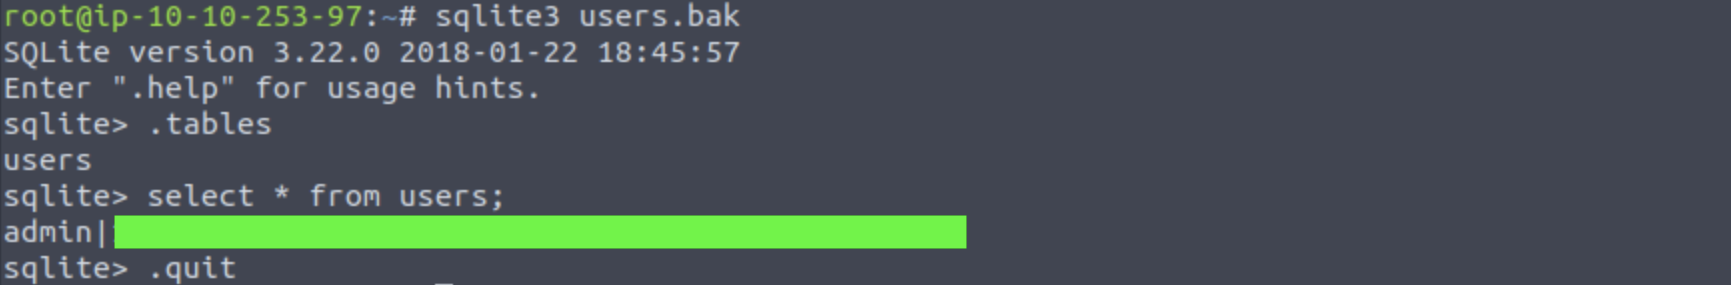 root@ip-10-10-253-97:~# sqlite3 users.bak
SQLite version 3.22.0 2018-01-22 18:45:57
Enter ".help" for usage hints.
sqlite> .tables
users
sqlite> select * from users;
admin|
sqlite> .quit